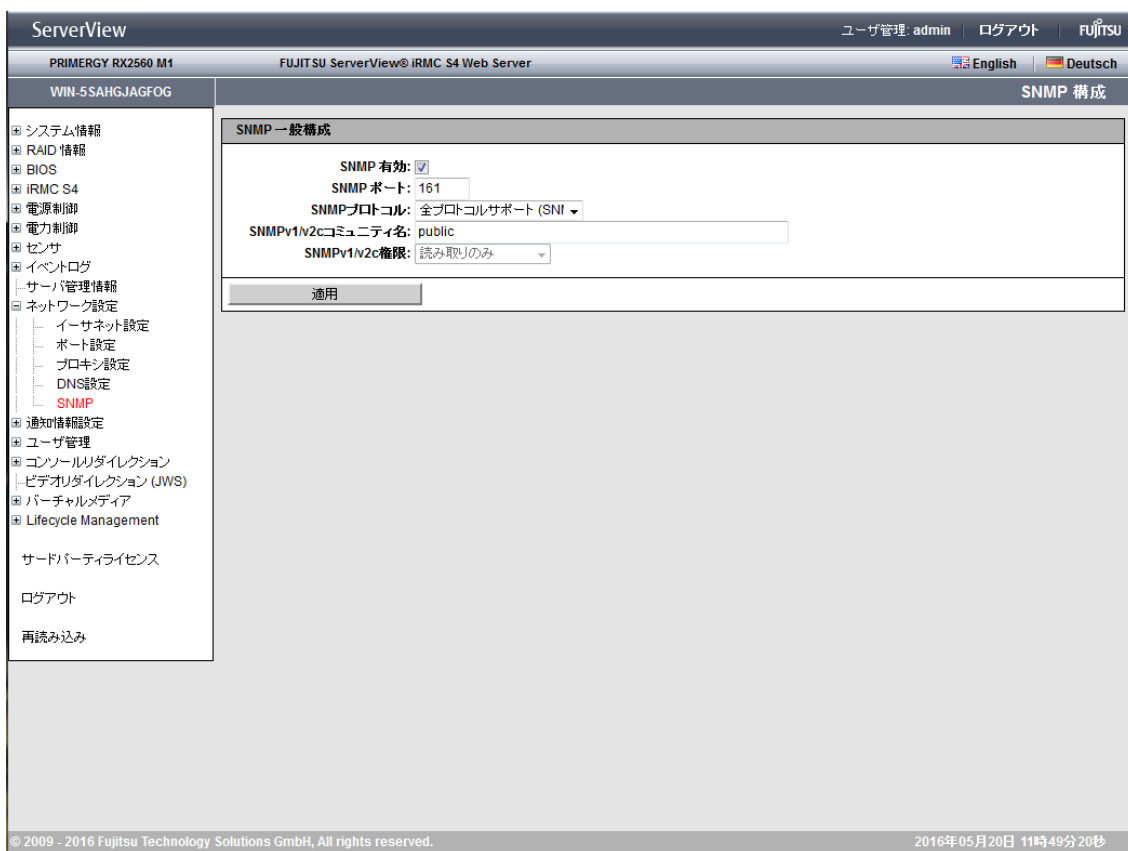 ServerView
ユーザ管理: admin
ログアウト
FUJITSU
PRIMERGY RX2560 M1
FUJITSU ServerView® iRMC S4 Web Server
English
Deutsch
WIN-5SAHGJAGFOG
SNMP 構成
システム情報
RAID 情報
BIOS
iRMC S4
電源制御
電力制御
センサ
イベントログ
サーバ管理情報
ネットワーク設定
イーサネット設定
ポート設定
プロキシ設定
DNS設定
SNMP
通知情報設定
ユーザ管理
コンソールリダイレクション
ビデオリダイレクション (JWS)
バーチャルメディア
Lifecycle Management
サードパーティライセンス
ログアウト
再読み込み
SNMP 一般構成
SNMP 有効:
SNMP ポート: 161
SNMPプロトコル: 全プロトコルサポート (SNI
SNMPv1/v2cコミュニティ名: public
SNMPv1/v2c権限: 読み取りのみ
適用
© 2009 - 2016 Fujitsu Technology Solutions GmbH, All rights reserved.
2016年05月20日 11時49分20秒